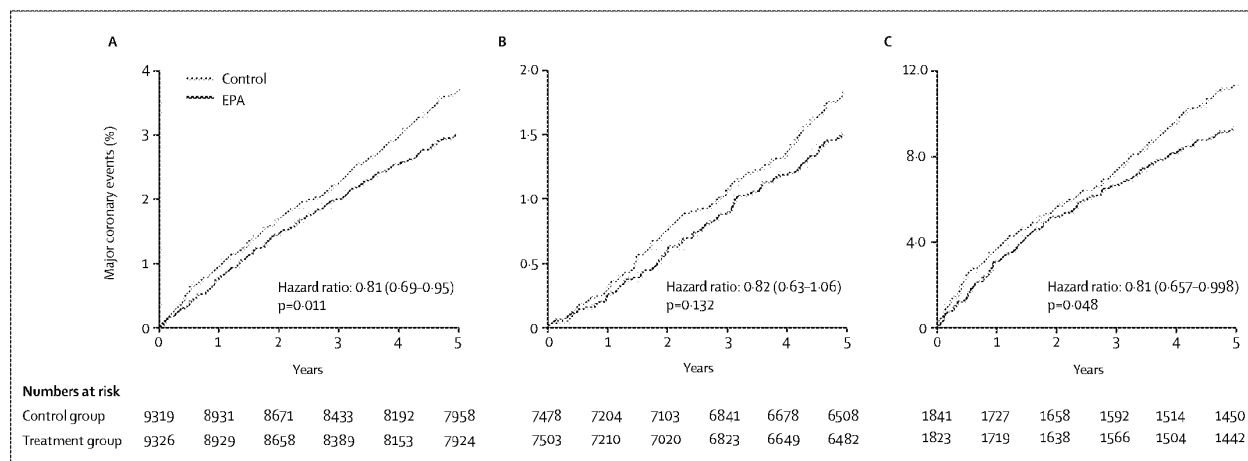 A
B
C
4
3
2
1
0
Major coronary events (%)
Control
EPA
Hazard ratio: 0·81 (0·69–0·95)
p=0·011
0 1 2 3 4 5
Years
2·0
1·5
1·0
0·5
0
Hazard ratio: 0·82 (0·63–1·06)
p=0·132
0 1 2 3 4 5
Years
12·0
8·0
4·0
0
Hazard ratio: 0·81 (0·657–0·998)
p=0·048
0 1 2 3 4 5
Years
Numbers at risk
Control group 9319 8931 8671 8433 8192 7958 7478 7204 7103 6841 6678 6508 1841 1727 1658 1592 1514 1450
Treatment group 9326 8929 8658 8389 8153 7924 7503 7210 7020 6823 6649 6482 1823 1719 1638 1566 1504 1442